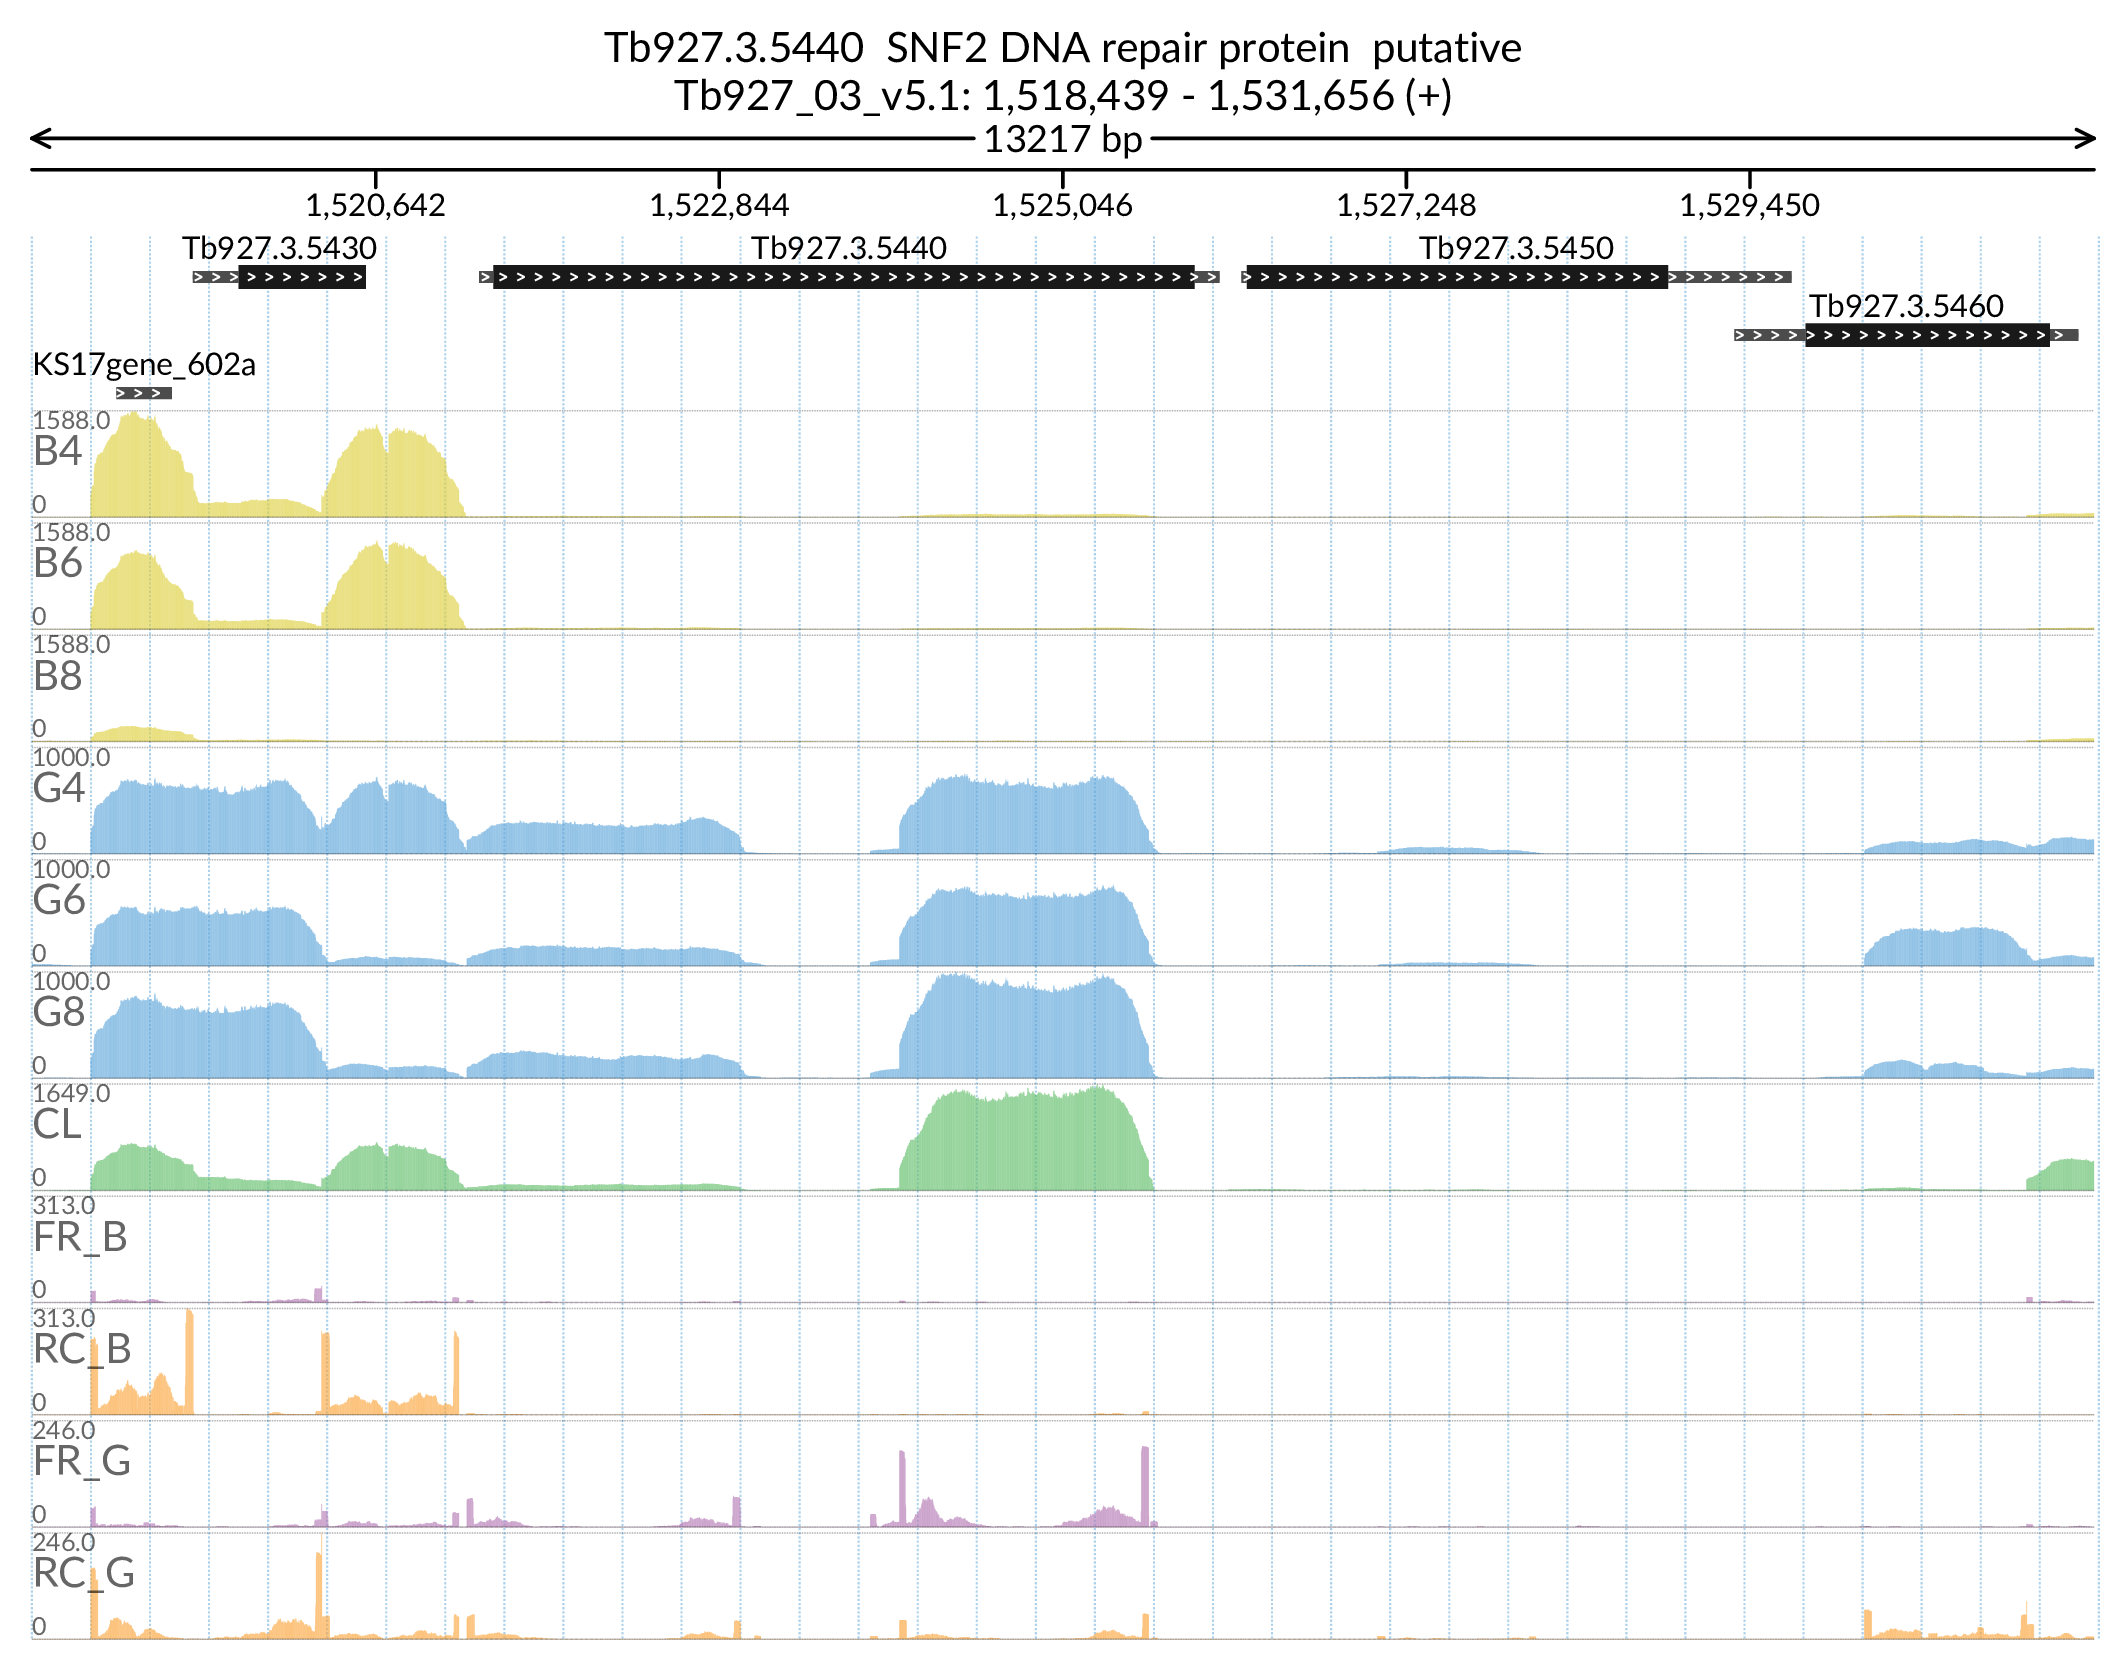 Tb927.3.5440  SNF2 DNA repair protein  putative
Tb927_03_v5.1: 1,518,439 - 1,531,656 (+)
13217 bp
1,520,642 1,522,844 1,525,046 1,527,248 1,529,450
Tb927.3.5430 Tb927.3.5440 Tb927.3.5450
Tb927.3.5460
KS17gene_602a
1588.0
B4
0
1588.0
B6
0
1588.0
B8
0
1000.0
G4
0
1000.0
G6
0
1000.0
G8
0
1649.0
CL
0
313.0
FR_B
0
313.0
RC_B
0
246.0
FR_G
0
246.0
RC_G
0